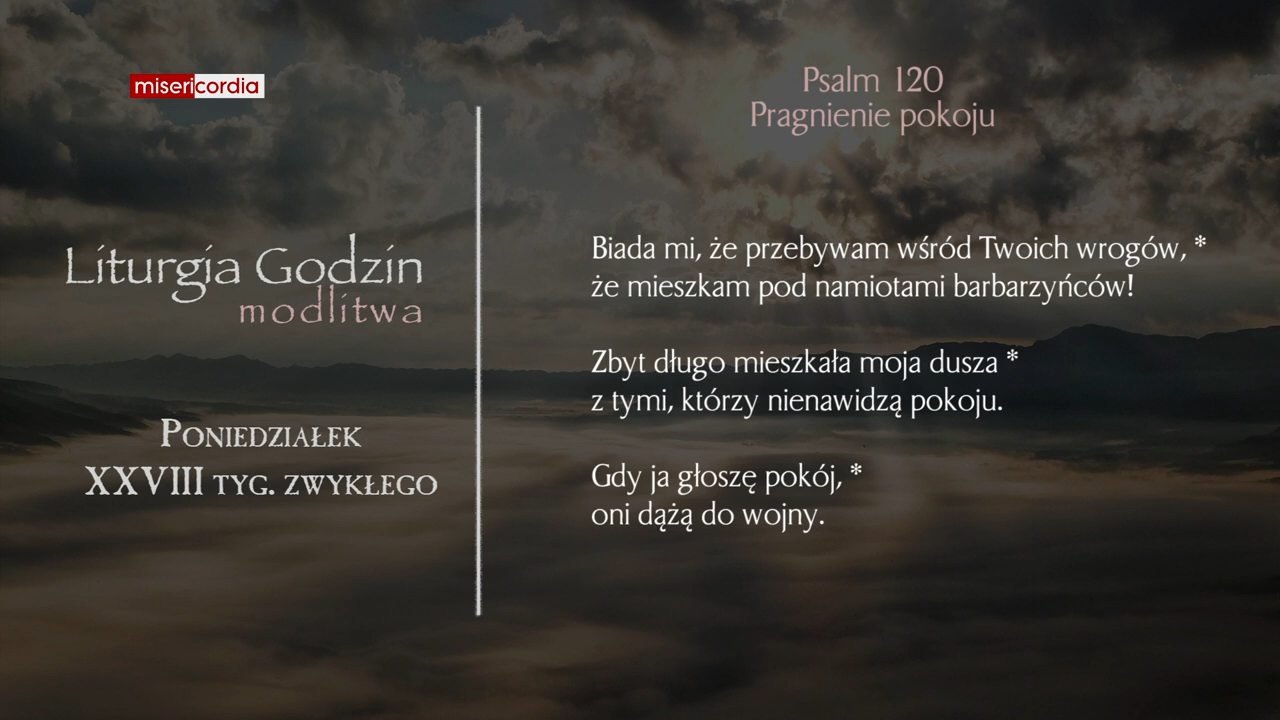 misericordia
Liturgia Godzin
modlitwa
Poniedziałek
XXVIII tyg. zwykłego
Psalm 120
Pragnienie pokoju
Biada mi, że przebywam wśród Twoich wrogów, *
że mieszkam pod namiotami barbarzyńców!
Zbyt długo mieszkała moja dusza *
z tymi, którzy nienawidzą pokoju.
Gdy ja głoszę pokój, *
oni dążą do wojny.